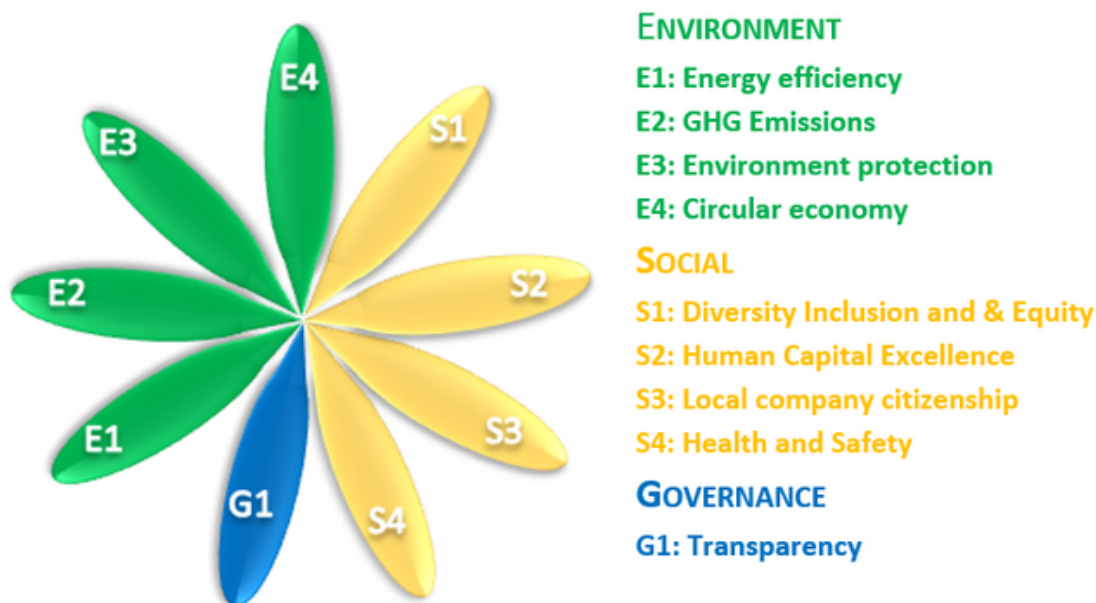 E4
S1
E3
S2
E2
S3
E1
G1
S4
ENVIRONMENT
E1: Energy efficiency
E2: GHG Emissions
E3: Environment protection
E4: Circular economy
SOCIAL
S1: Diversity Inclusion and & Equity
S2: Human Capital Excellence
S3: Local company citizenship
S4: Health and Safety
GOVERNANCE
G1: Transparency